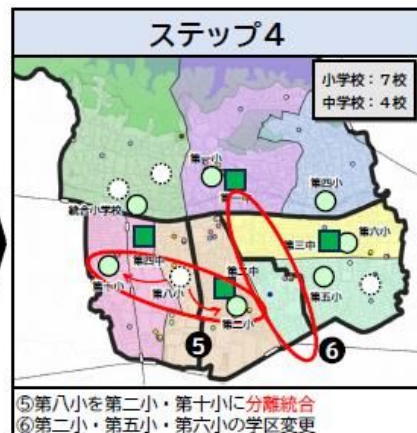 ステップ4
小学校：7校
中学校：4校
第七小
第四小
統合小学校
第六小
第三中
第四中
第十小
第八小
第二中
第五小
第二小
⑤
⑥
⑤第八小を第二小・第十小に分離統合
⑥第二小・第五小・第六小の学区変更